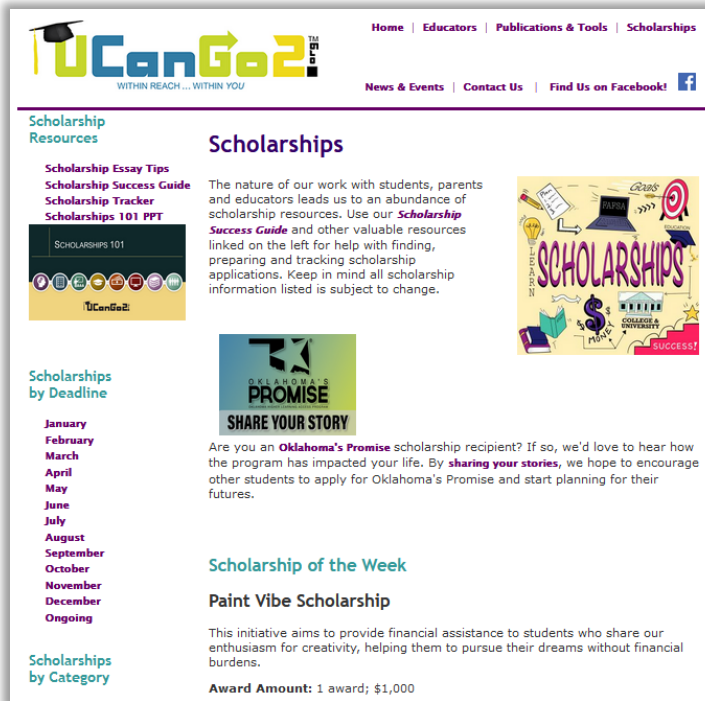 UCanGo2.org™
WITHIN REACH ... WITHIN YOU
Home | Educators | Publications & Tools | Scholarships
News & Events | Contact Us | Find Us on Facebook!
Scholarship
Resources
Scholarship Essay Tips
Scholarship Success Guide
Scholarship Tracker
Scholarships 101 PPT
SCHOLARSHIPS 101
UCanGo2
Scholarships
by Deadline
January
February
March
April
May
June
July
August
September
October
November
December
Ongoing
Scholarships
by Category
Scholarships
The nature of our work with students, parents
and educators leads us to an abundance of
scholarship resources. Use our Scholarship
Success Guide and other valuable resources
linked on the left for help with finding,
preparing and tracking scholarship
applications. Keep in mind all scholarship
information listed is subject to change.
Goals
FAFSA
EDUCATION
LEARN
SCHOLARSHIPS
COLLEGE &
UNIVERSITY
MONEY
SUCCESS!
OKLAHOMA'S
PROMISE
SHARE YOUR STORY
Are you an Oklahoma's Promise scholarship recipient? If so, we'd love to hear how
the program has impacted your life. By sharing your stories, we hope to encourage
other students to apply for Oklahoma's Promise and start planning for their
futures.
Scholarship of the Week
Paint Vibe Scholarship
This initiative aims to provide financial assistance to students who share our
enthusiasm for creativity, helping them to pursue their dreams without financial
burdens.
Award Amount: 1 award; $1,000